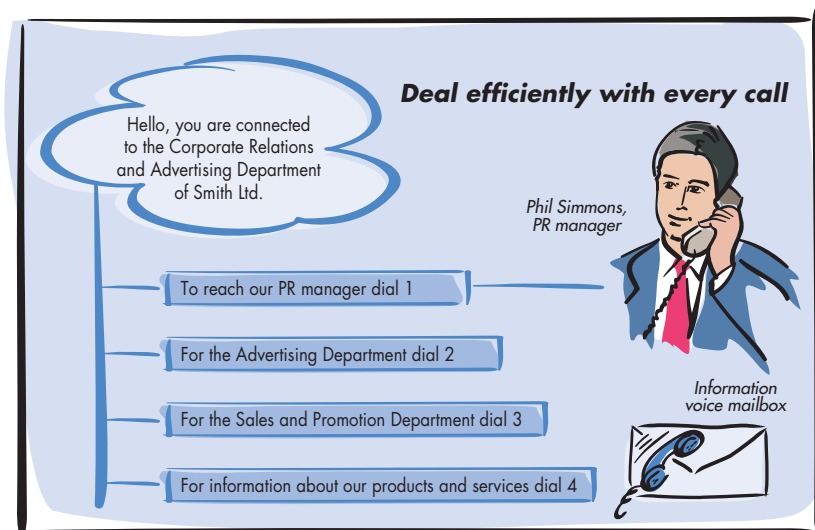 Deal efficiently with every call
Hello, you are connected
to the Corporate Relations
and Advertising Department
of Smith Ltd.
Phil Simmons,
PR manager
To reach our PR manager dial 1
For the Advertising Department dial 2
For the Sales and Promotion Department dial 3
For information about our products and services dial 4
Information
voice mailbox